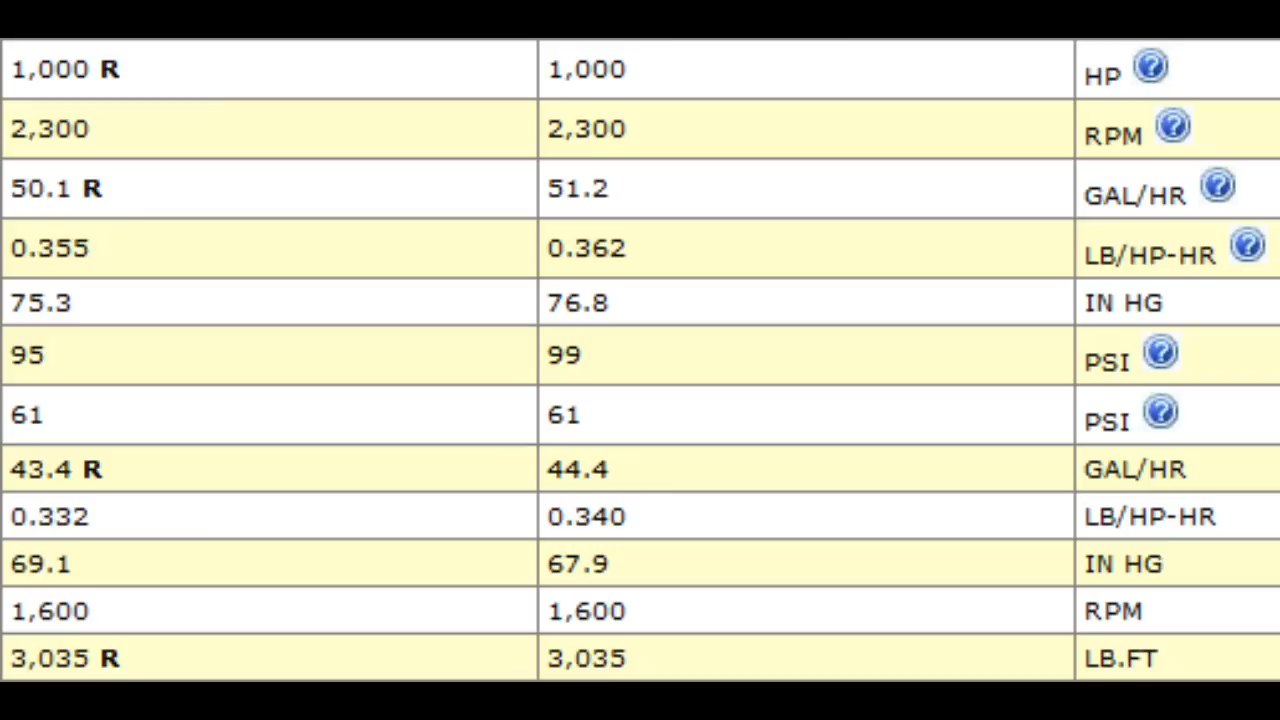 1,000 R 1,000 HP
2,300 2,300 RPM
50.1 R 51.2 GAL/HR
0.355 0.362 LB/HP-HR
75.3 76.8 IN HG
95 99 PSI
61 61 PSI
43.4 R 44.4 GAL/HR
0.332 0.340 LB/HP-HR
69.1 67.9 IN HG
1,600 1,600 RPM
3,035 R 3,035 LB.FT